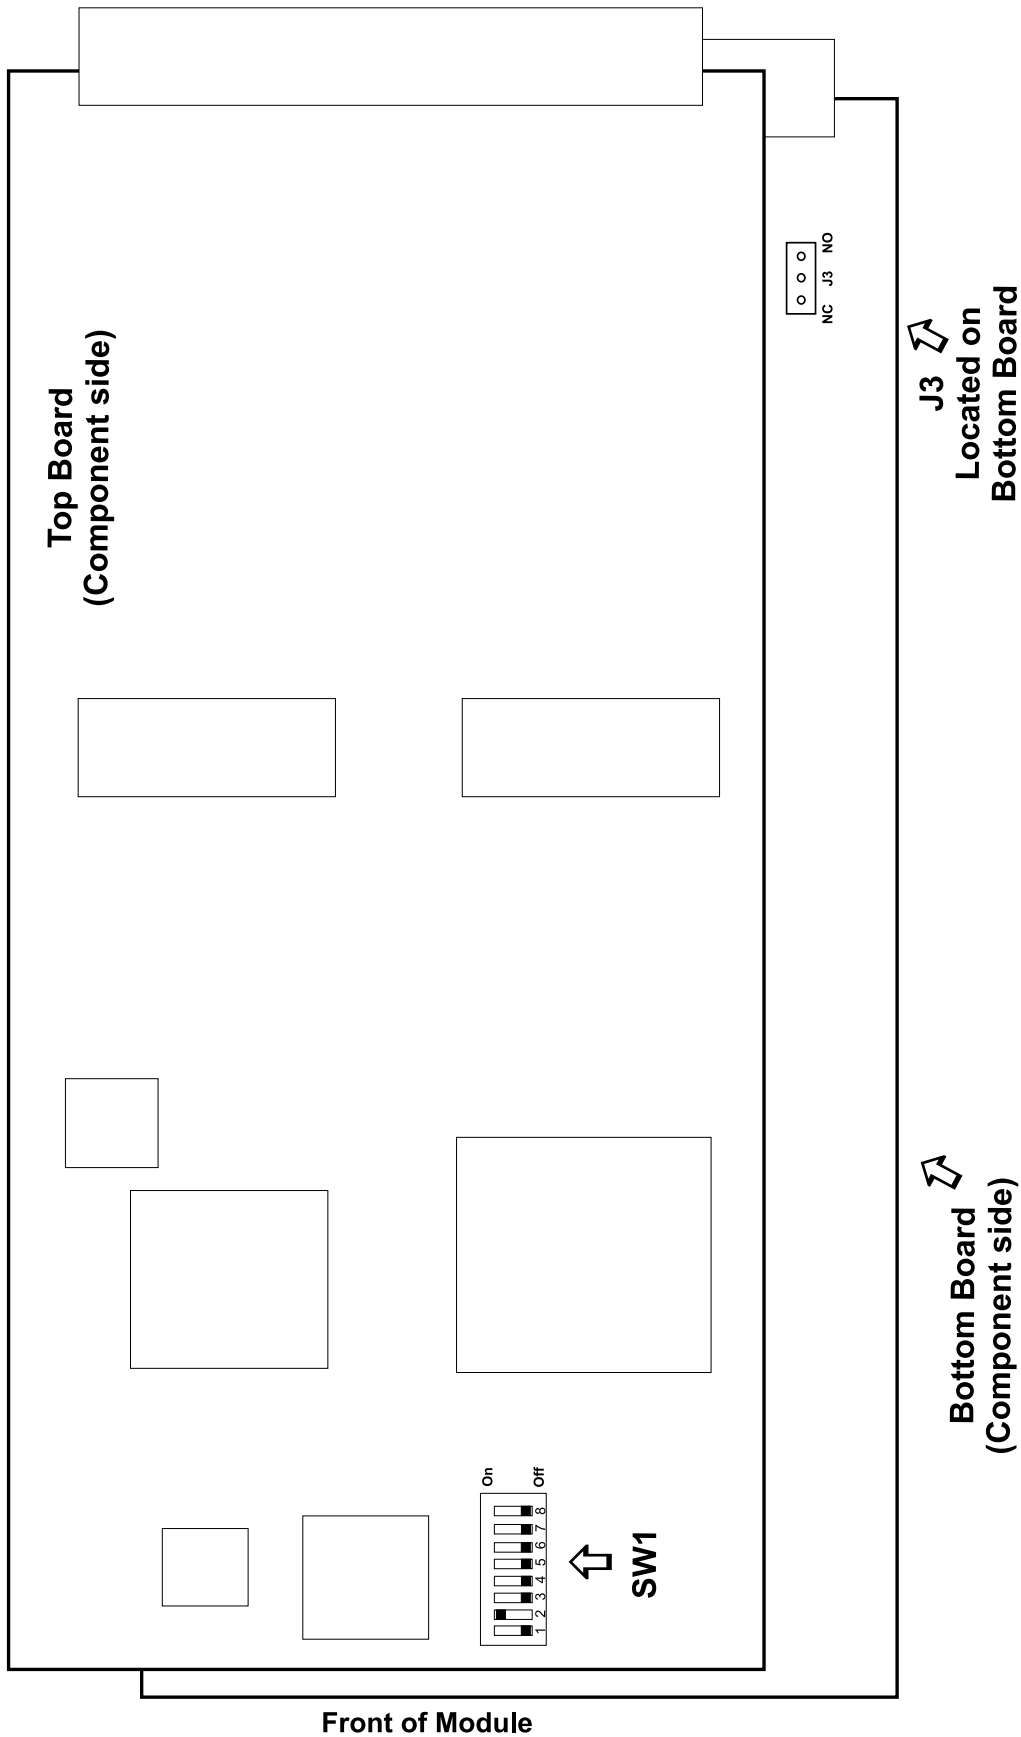 Top Board
(Component side)
NC J3 NO
J3
Located on
Bottom Board
Bottom Board
(Component side)
On
Off
1 2 3 4 5 6 7 8
SW1
Front of Module